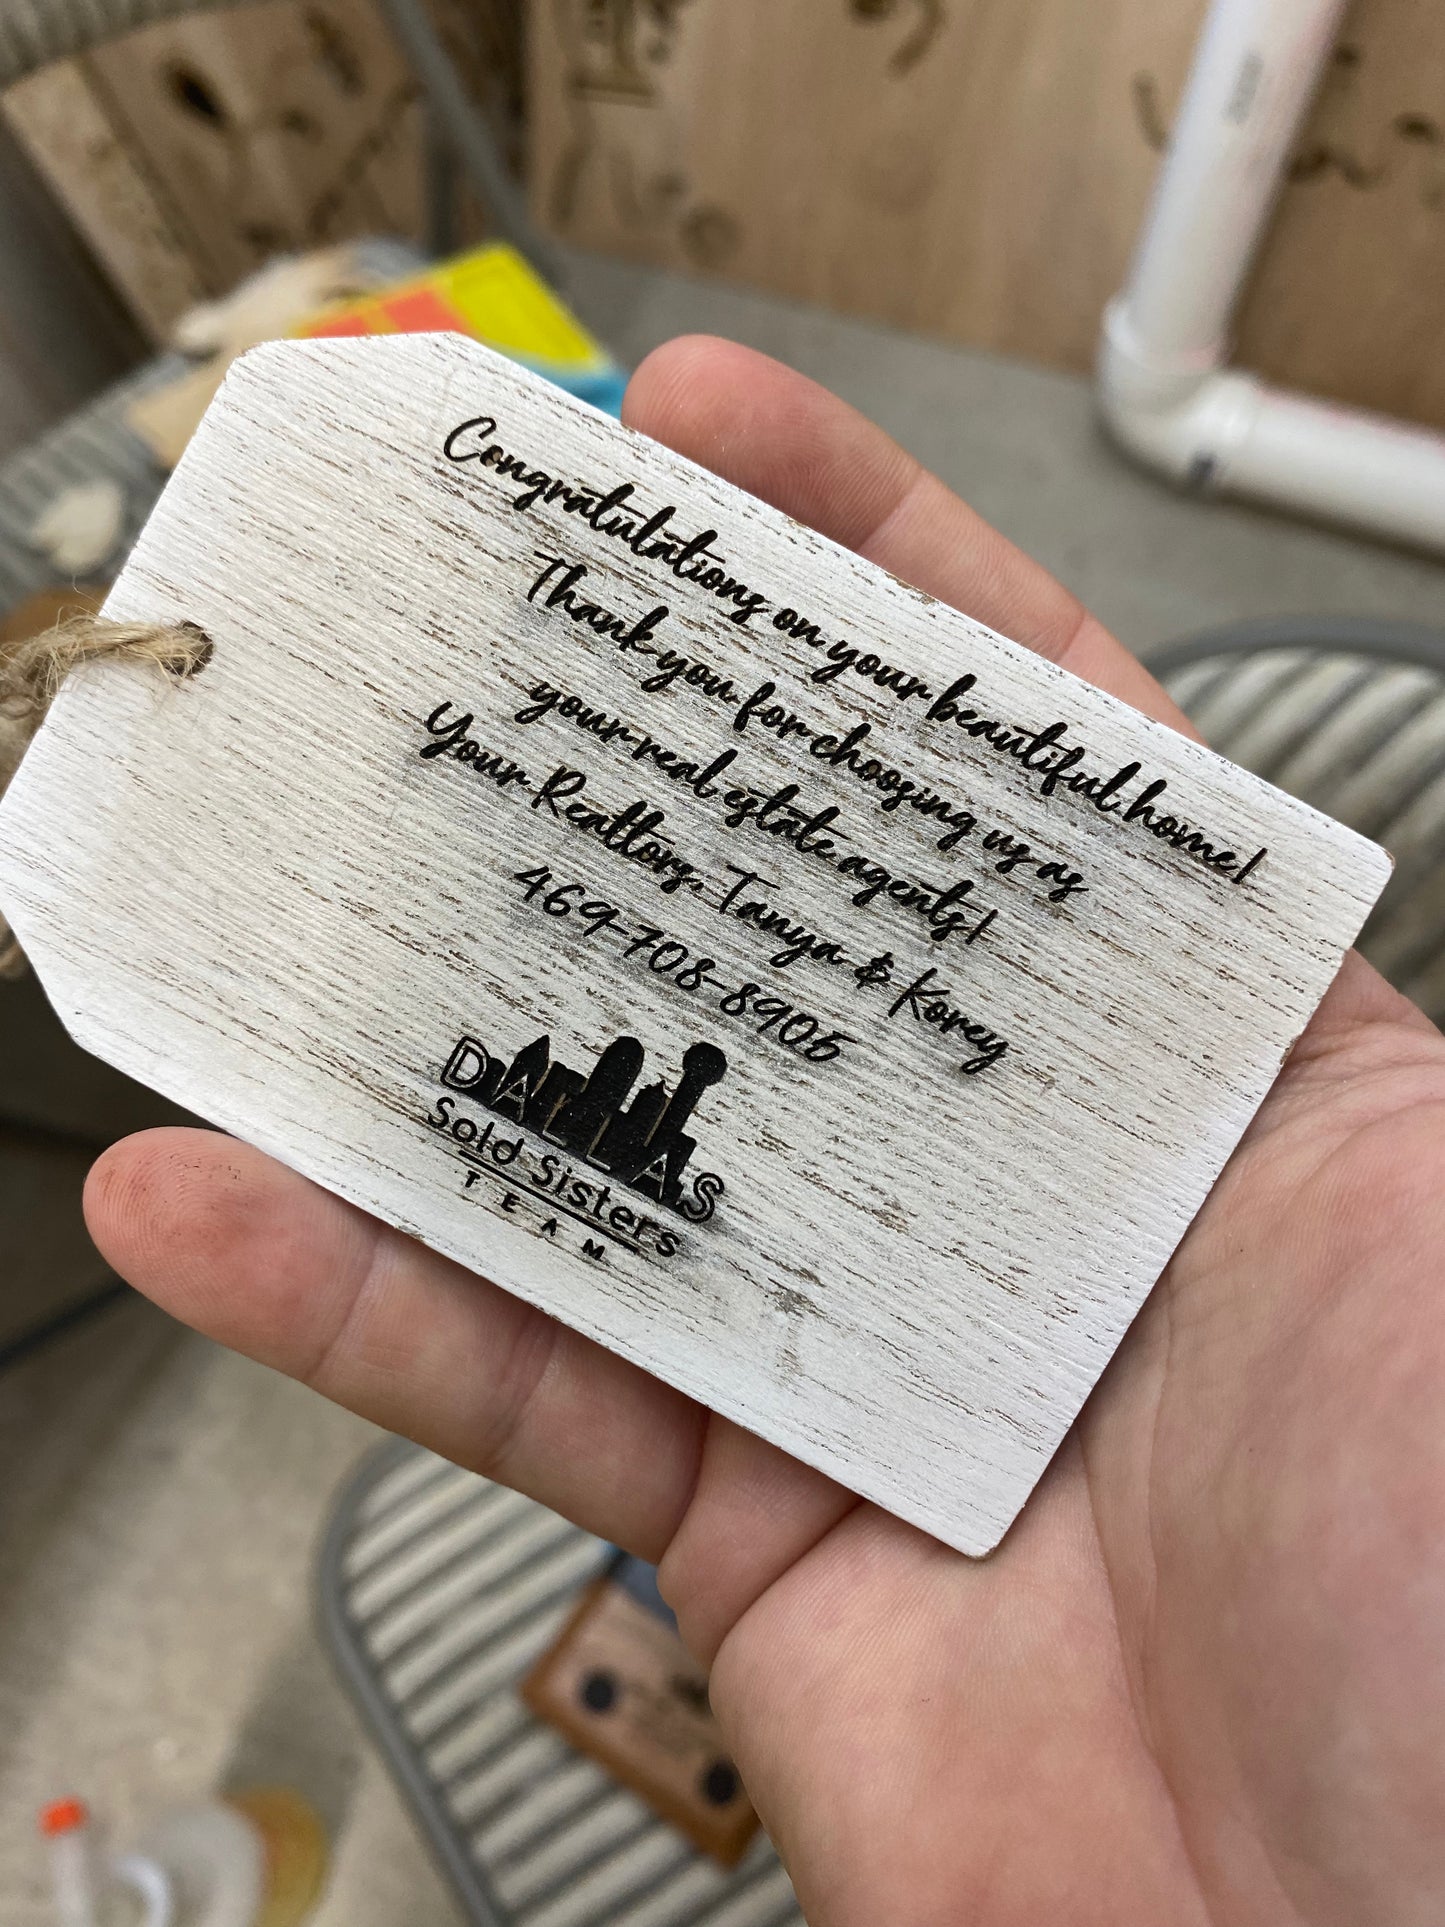 Congratulations on your beautiful home!
Thank you for choosing us as
your real estate agents!
Your Realtors, Tanya & Korey
469-708-8905
DALLAS
Sold Sisters
TEAM